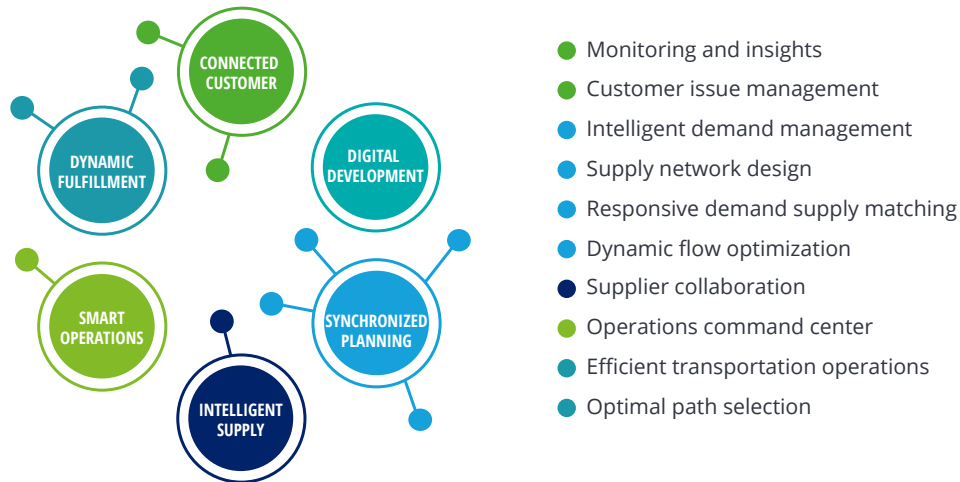 CONNECTED
CUSTOMER
DYNAMIC
FULFILLMENT
DIGITAL
DEVELOPMENT
SMART
OPERATIONS
SYNCHRONIZED
PLANNING
INTELLIGENT
SUPPLY
Monitoring and insights
Customer issue management
Intelligent demand management
Supply network design
Responsive demand supply matching
Dynamic flow optimization
Supplier collaboration
Operations command center
Efficient transportation operations
Optimal path selection